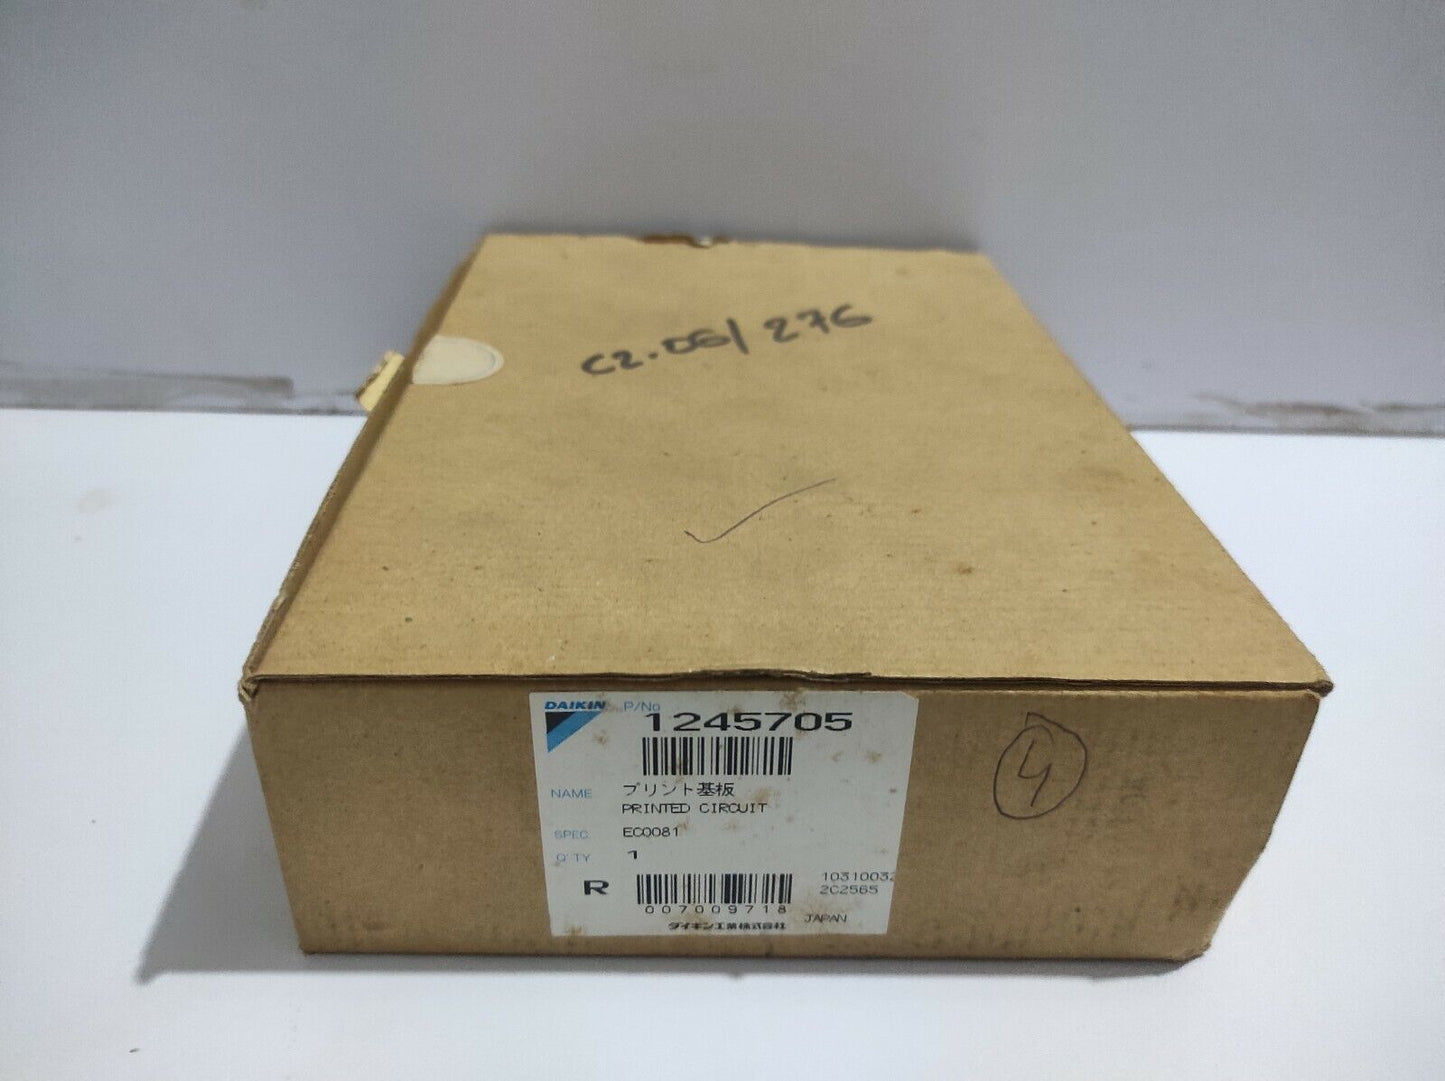 C2.06/276
DAIKIN P/No
1245705
NAME プリント基板
PRINTED CIRCUIT
SPEC. EC0081
Q'TY 1
R
1031003
2C2565
007009718
JAPAN
ダイキン工業株式会社
4